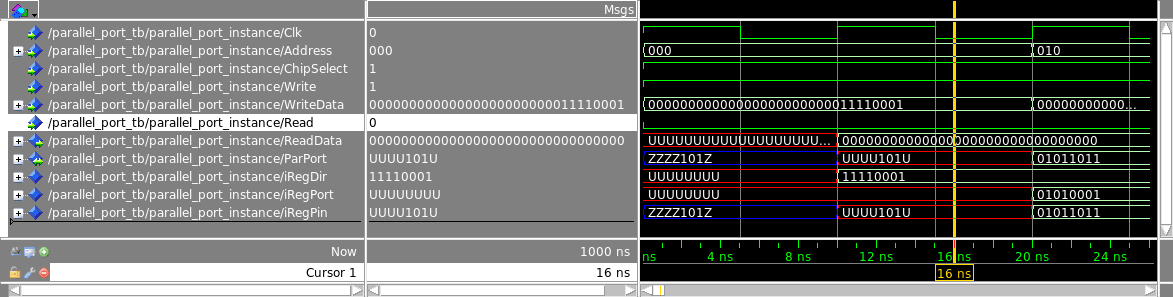 Msgs
/parallel_port_tb/parallel_port_instance/Clk 0
/parallel_port_tb/parallel_port_instance/Address 000 000 010
/parallel_port_tb/parallel_port_instance/ChipSelect 1
/parallel_port_tb/parallel_port_instance/Write 1
/parallel_port_tb/parallel_port_instance/WriteData 00000000000000000000000011110001 00000000000000000000000011110001 00000000000...
/parallel_port_tb/parallel_port_instance/Read 0
/parallel_port_tb/parallel_port_instance/ReadData 00000000000000000000000000000000 UUUUUUUUUUUUUUUUUUU... 00000000000000000000000000000000
/parallel_port_tb/parallel_port_instance/ParPort UUUU101U ZZZZ101Z UUUU101U 01011011
/parallel_port_tb/parallel_port_instance/iRegDir 11110001 UUUUUUUU 11110001
/parallel_port_tb/parallel_port_instance/iRegPort UUUUUUUU UUUUUUUU 01010001
/parallel_port_tb/parallel_port_instance/iRegPin UUUU101U ZZZZ101Z UUUU101U 01011011
Now 1000 ns ns 4 ns 8 ns 12 ns 16 ns 20 ns 24 ns
Cursor 1 16 ns 16 ns